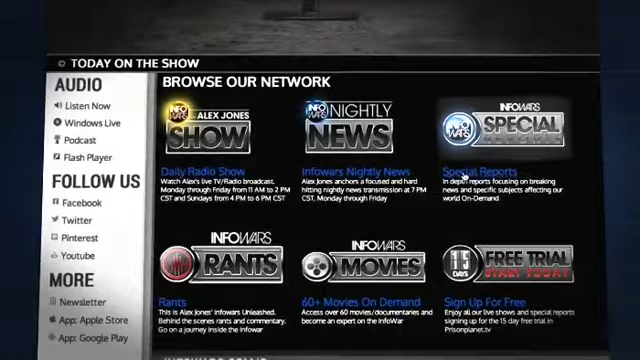 TODAY ON THE SHOW
AUDIO
Listen Now
Windows Live
Podcast
Flash Player
FOLLOW US
Facebook
Twitter
Pinterest
Youtube
MORE
Newsletter
App: Apple Store
App: Google Play
BROWSE OUR NETWORK
INFO WARS
ALEX JONES
SHOW
Daily Radio Show
Watch Alex's live TV/Radio broadcast.
Monday through Friday from 11 AM to 2 PM
CST and Sundays from 4 PM to 6 PM CST
INFO WARS
NIGHTLY
NEWS
Infowars Nightly News
Alex Jones anchors a focused and hard
hitting nightly news transmission at 7 PM
CST, Monday through Friday
INFOWARS
INFO WARS
SPECIAL
Special Reports
In depth reports focusing on breaking
news and specific subjects affecting our
world On-Demand
INFOWARS
RANTS
Rants
This is Alex Jones' Infowars Unleashed.
Behind the scenes rants and commentary.
Go on a journey inside the Infowar
INFOWARS
MOVIES
60+ Movies On Demand
Access over 60 movies/documentaries and
become an expert on the InfoWar
15
DAYS
FREE TRIAL
START TODAY
Sign Up For Free
Enjoy all our live shows and special reports
signing up for the 15 day free trial in
Prisonplanet.tv